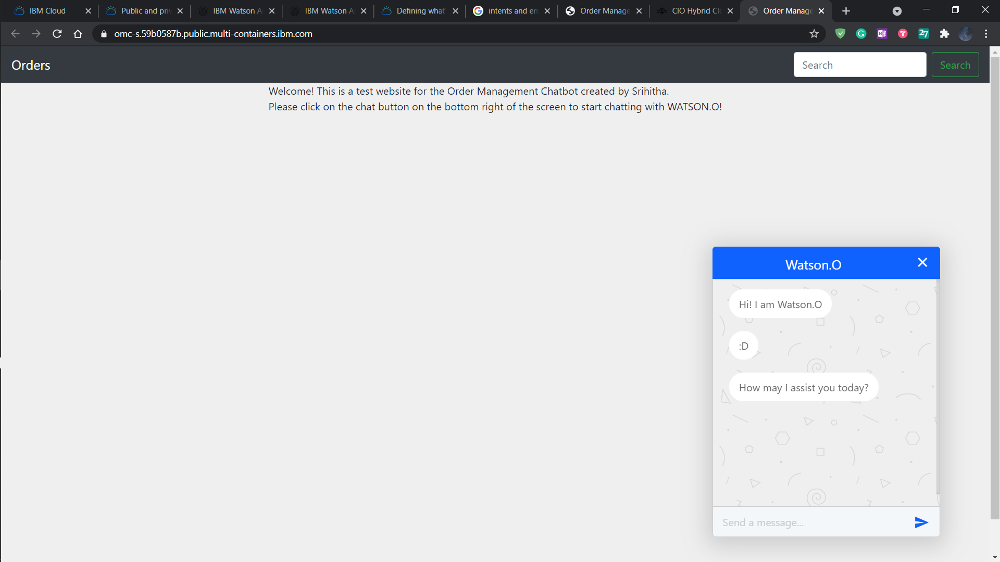 IBM Cloud
Public and priv
IBM Watson A
IBM Watson A
Defining what'
intents and en
Order Manage
CIO Hybrid Clo
Order Manage
omc-s.59b0587b.public.multi-containers.ibm.com
Orders
Search
Search
Welcome! This is a test website for the Order Management Chatbot created by Srihitha.
Please click on the chat button on the bottom right of the screen to start chatting with WATSON.O!
Watson.O
Hi! I am Watson.O
:D
How may I assist you today?
Send a message...